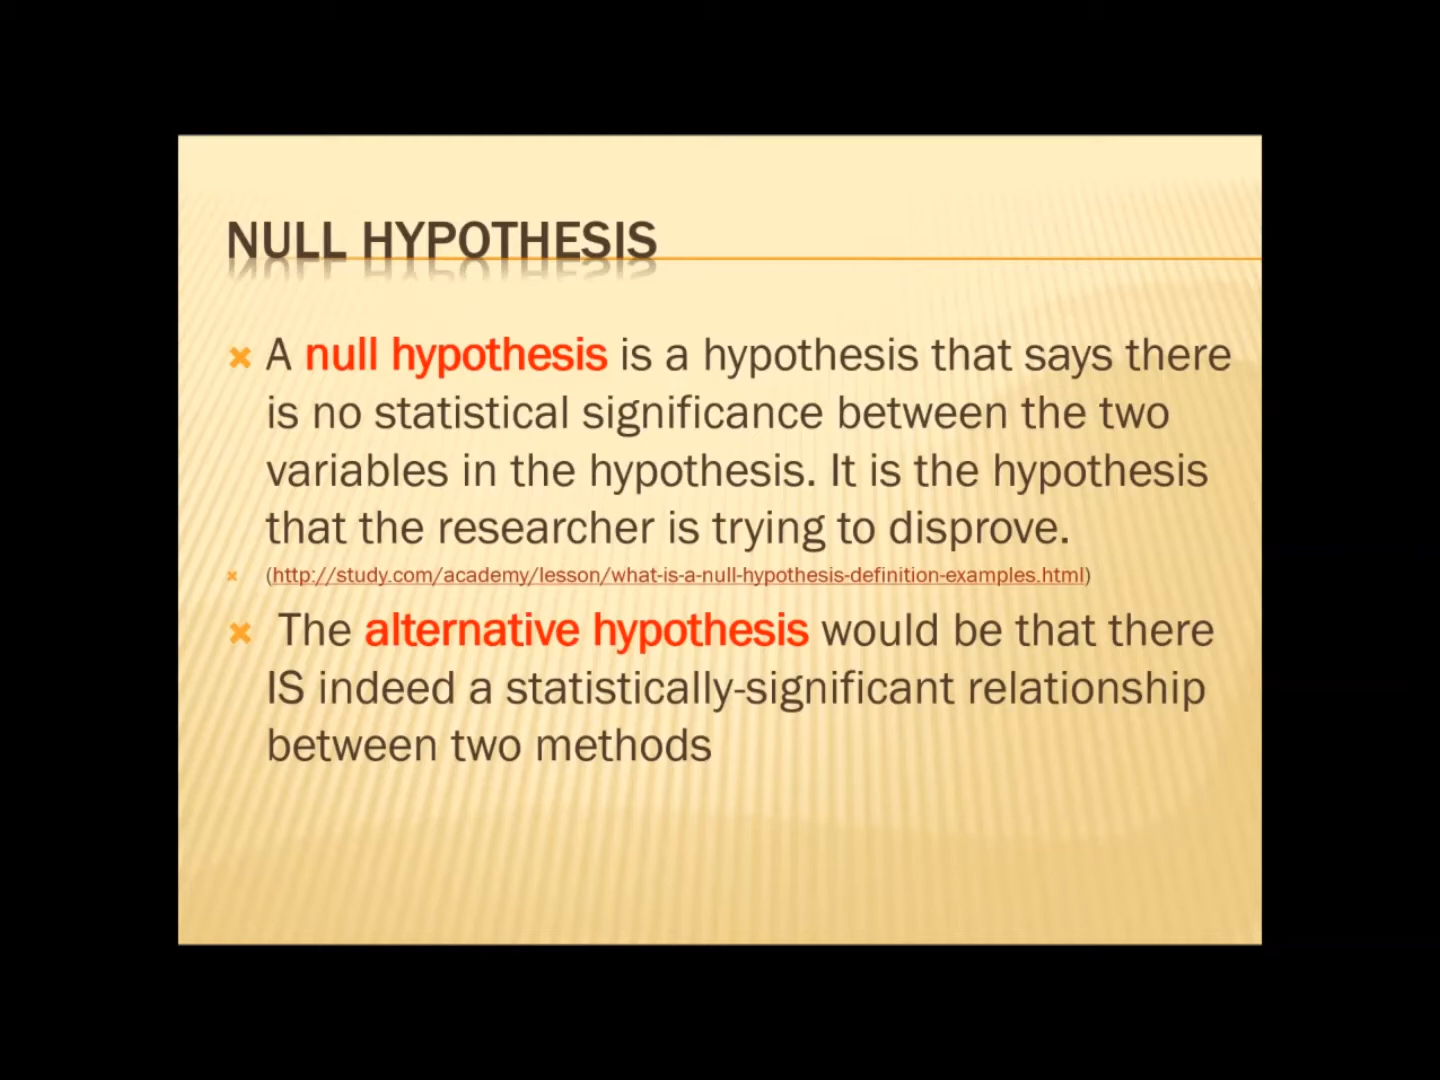 NULL HYPOTHESIS
A null hypothesis is a hypothesis that says there
is no statistical significance between the two
variables in the hypothesis. It is the hypothesis
that the researcher is trying to disprove.
(http://study.com/academy/lesson/what-is-a-null-hypothesis-definition-examples.html)
The alternative hypothesis would be that there
IS indeed a statistically-significant relationship
between two methods